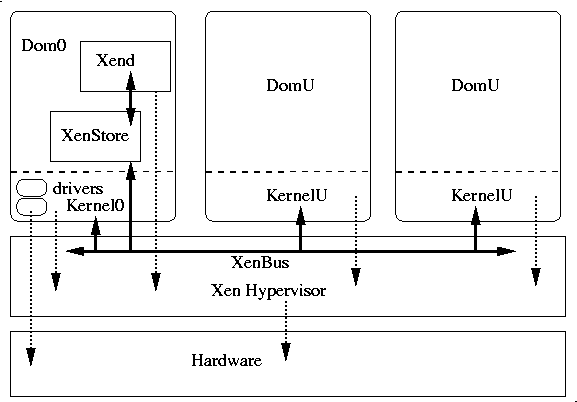 Dom0
Xend
XenStore
drivers
Kernel0
DomU
KernelU
DomU
KernelU
XenBus
Xen Hypervisor
Hardware